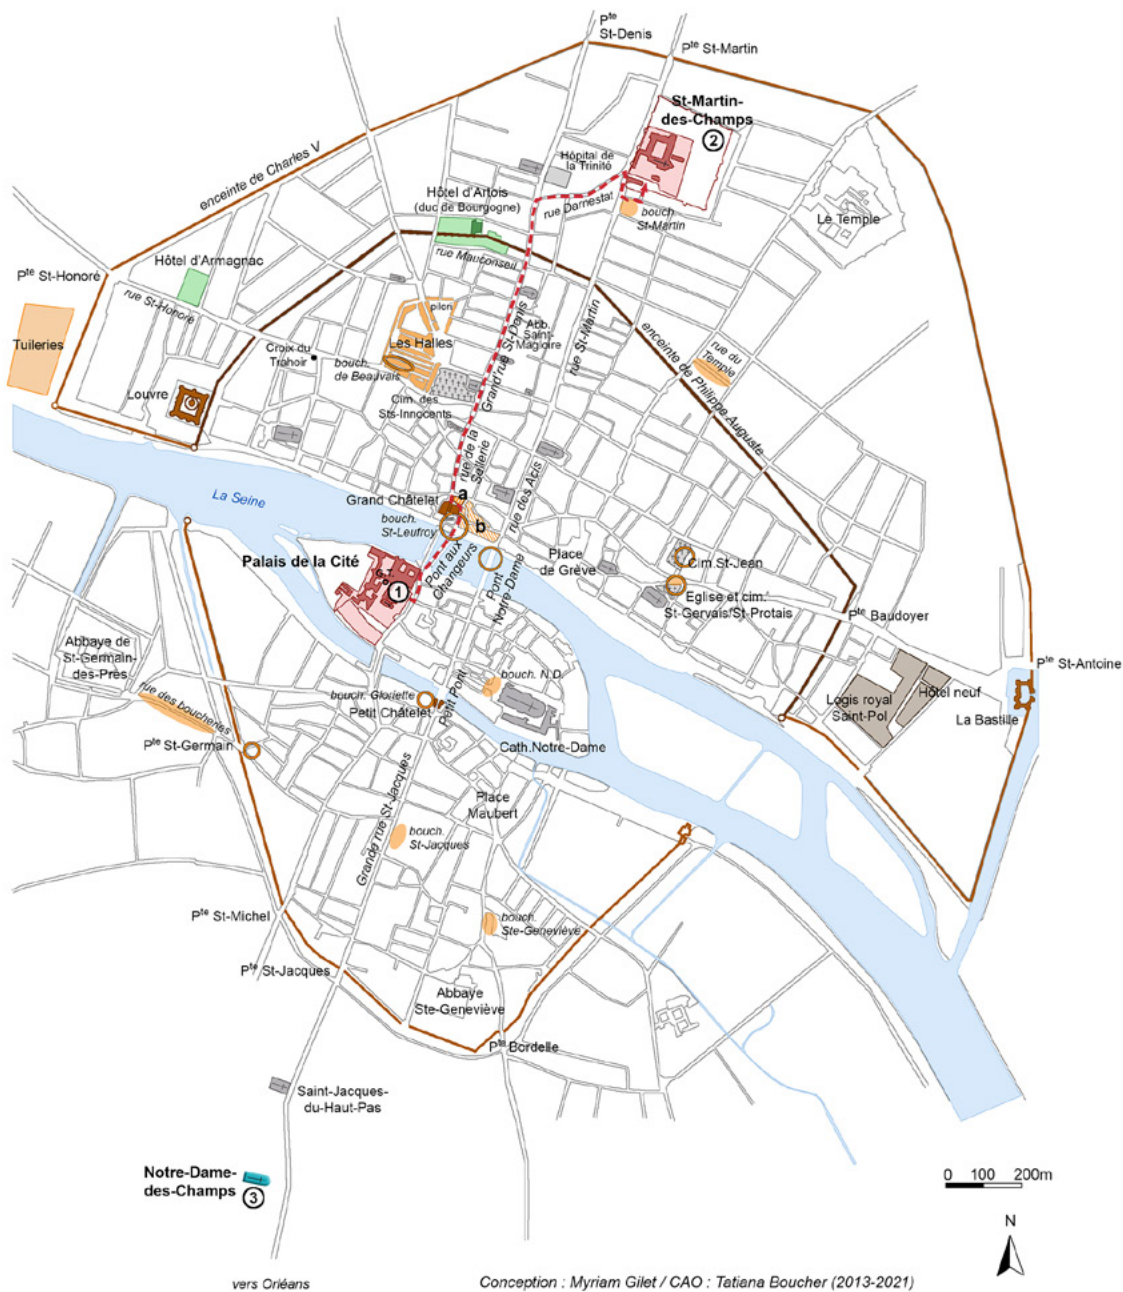 Pte
St-Denis
Pte St-Martin
St-Martin-
des-Champs
2
enceinte de Charles V
Hôpital de
la Trinité
Hôtel d'Artois
(duc de Bourgogne)
rue Darnestat
bouch.
St-Martin
Le Temple
rue Mauconseil
Hôtel d'Armagnac
Pte St-Honoré
rue St-Honoré
pilori
Tuileries
Les Halles
Croix du
Trahoir
bouch.
de Beauvais
Grand'rue St-Denis
Abb.
Saint-
Magloire
rue St-Martin
enceinte de Philippe Auguste
rue du
Temple
Louvre
Cim. des
Sts-Innocents
rue de la
Sellerie
La Seine
Grand Châtelet
a
bouch.
St-Leufroy
b
rue des Acis
Place
de Grève
Cim.St-Jean
Palais de la Cité
G.T.
1
Pont aux
Changeurs
Pont
Notre Dame
Eglise et cim.
St-Gervais/St-Protais
Pte Baudoyer
Abbaye de
St-Germain-
des-Près
Pte St-Antoine
bouch. N.D.
rue des boucheries
bouch. Gloriette
Petit Châtelet
Petit Pont
Logis royal
Saint-Pol
Hôtel neuf
La Bastille
Pte St-Germain
Cath.Notre-Dame
Grande rue St-Jacques
Place
Maubert
bouch.
St-Jacques
Pte St-Michel
bouch.
Ste-Geneviève
Pte St-Jacques
Abbaye
Ste-Geneviève
Pte Bordelle
Saint-Jacques-
du-Haut-Pas
Notre-Dame-
des-Champs
3
0 100 200m
N
vers Orléans
Conception : Myriam Gilet / CAO : Tatiana Boucher (2013-2021)